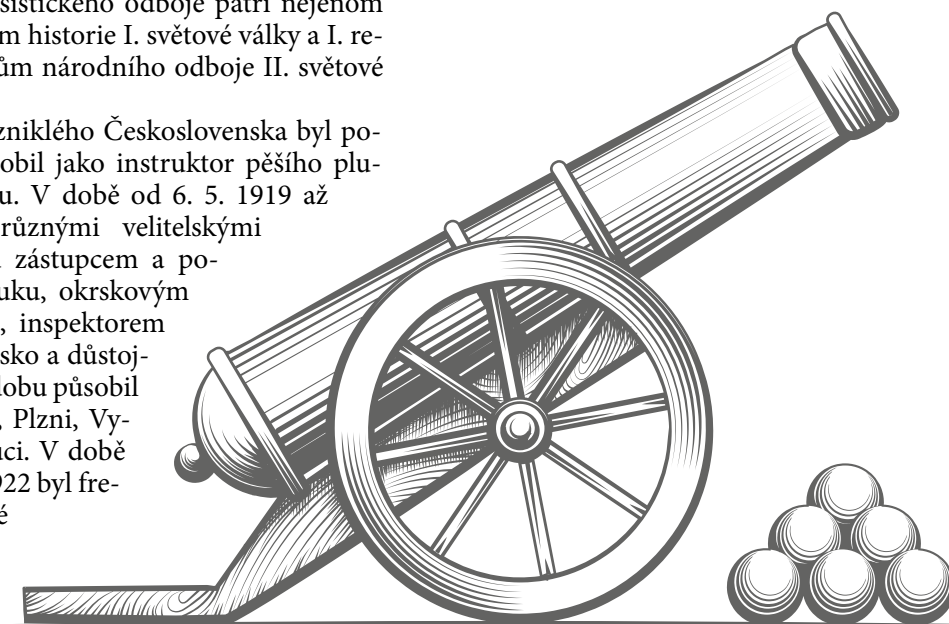 sistického odboje patří nejenom
m historie I. světové války a I. re-
ům národního odboje II. světové
zniklého Československa byl po-
obil jako instruktor pěšího plu-
u. V době od 6. 5. 1919 až
různými velitelskými
zástupcem a po-
uku, okrskovým
, inspektorem
sko a důstoj-
dobu působil
, Plzni, Vy-
uci. V době
922 byl fre-
é